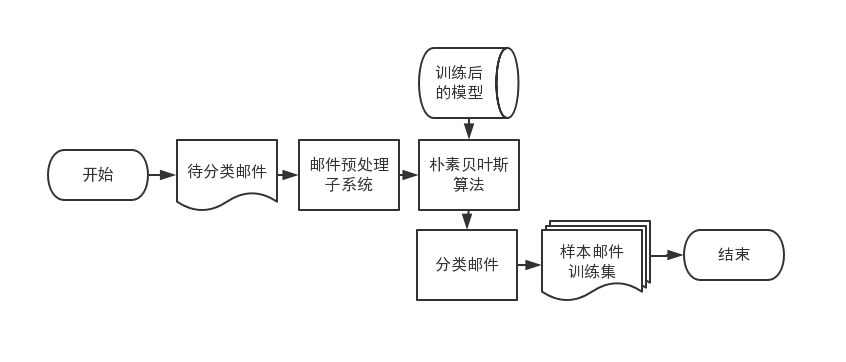 训练后
的模型
开始
待分类邮件
邮件预处理
子系统
朴素贝叶斯
算法
分类邮件
样本邮件
训练集
结束